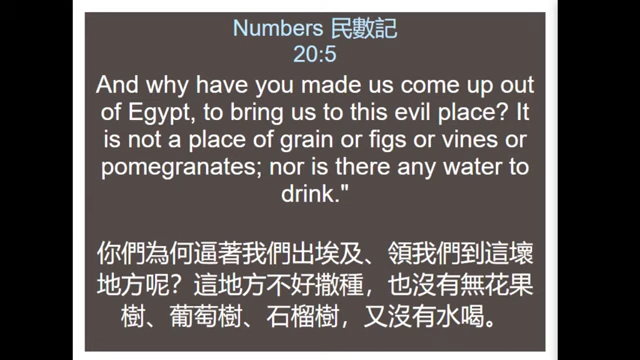 Numbers 民數記
20:5
And why have you made us come up out
of Egypt, to bring us to this evil place? It
is not a place of grain or figs or vines or
pomegranates; nor is there any water to
drink."
你們為何逼著我們出埃及、領我們到這壞
地方呢？這地方不好撒種，也沒有無花果
樹、葡萄樹、石榴樹，又沒有水喝。